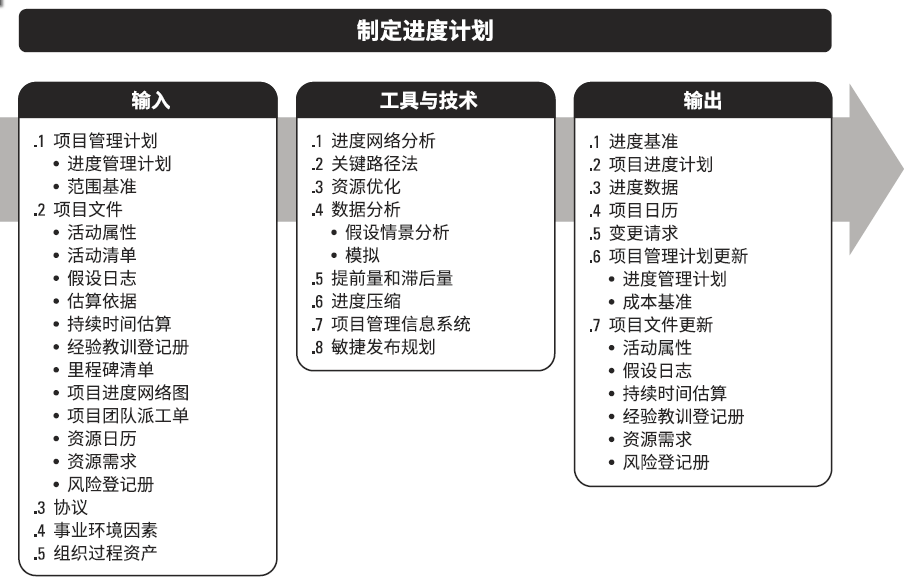 制定进度计划
输入
.1 项目管理计划
• 进度管理计划
• 范围基准
.2 项目文件
• 活动属性
• 活动清单
• 假设日志
• 估算依据
• 持续时间估算
• 经验教训登记册
• 里程碑清单
• 项目进度网络图
• 项目团队派工单
• 资源日历
• 资源需求
• 风险登记册
.3 协议
.4 事业环境因素
.5 组织过程资产
工具与技术
.1 进度网络分析
.2 关键路径法
.3 资源优化
.4 数据分析
• 假设情景分析
• 模拟
.5 提前量和滞后量
.6 进度压缩
.7 项目管理信息系统
.8 敏捷发布规划
输出
.1 进度基准
.2 项目进度计划
.3 进度数据
.4 项目日历
.5 变更请求
.6 项目管理计划更新
• 进度管理计划
• 成本基准
.7 项目文件更新
• 活动属性
• 假设日志
• 持续时间估算
• 经验教训登记册
• 资源需求
• 风险登记册